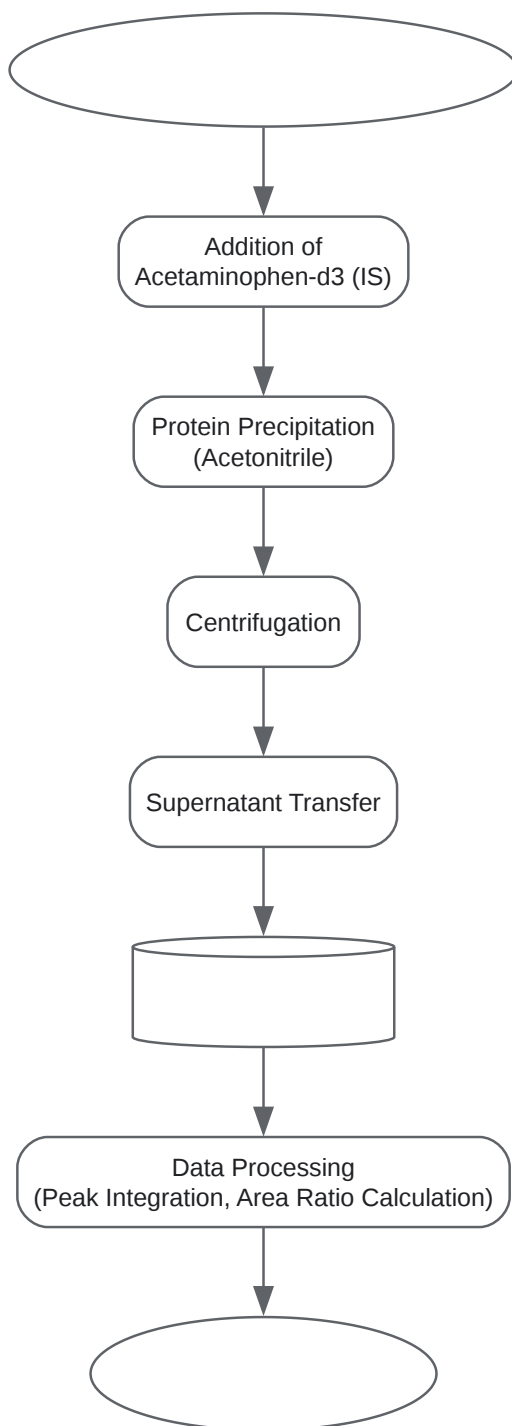 Addition of
Acetaminophen-d3 (IS)
Protein Precipitation
(Acetonitrile)
Centrifugation
Supernatant Transfer
Data Processing
(Peak Integration, Area Ratio Calculation)